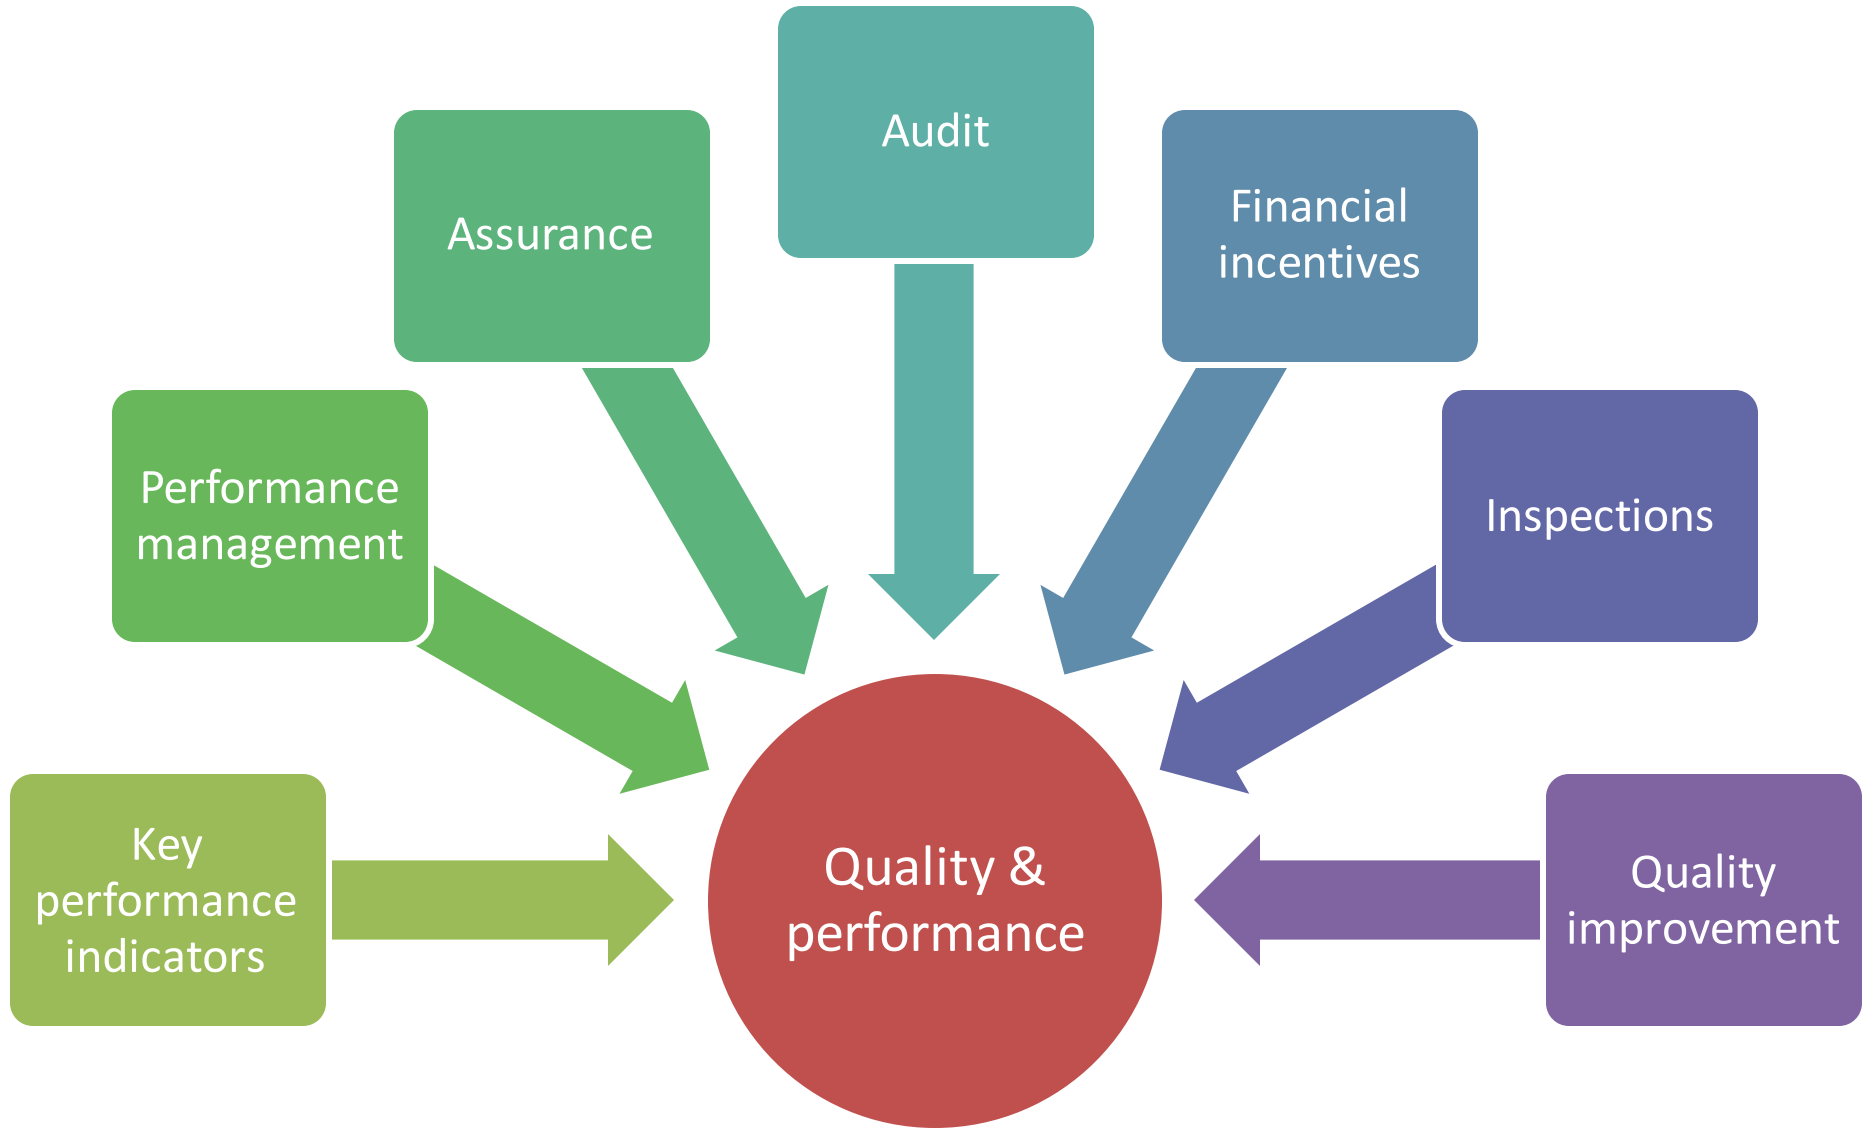 Audit
Assurance
Financial
incentives
Performance
management
Inspections
Key
performance
indicators
Quality &
performance
Quality
improvement